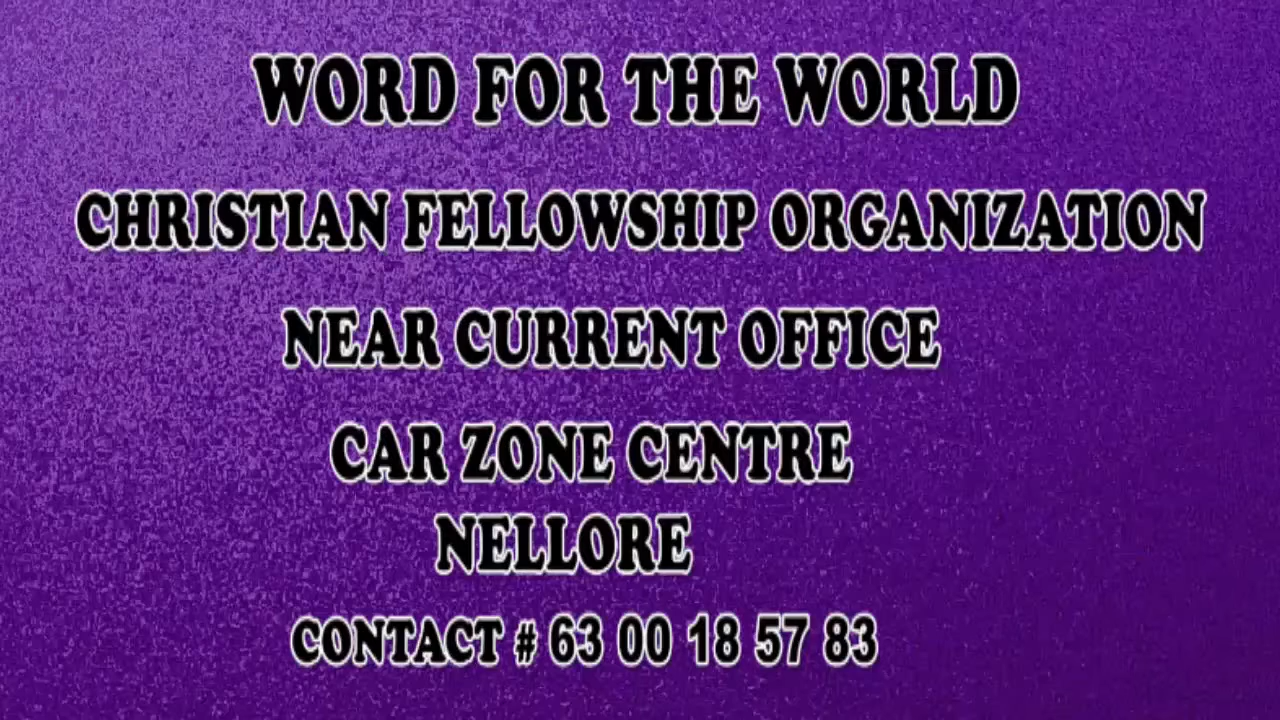 WORD FOR THE WORLD
CHRISTIAN FELLOWSHIP ORGANIZATION
NEAR CURRENT OFFICE
CAR ZONE CENTRE
NELLORE
CONTACT # 63 00 18 57 83